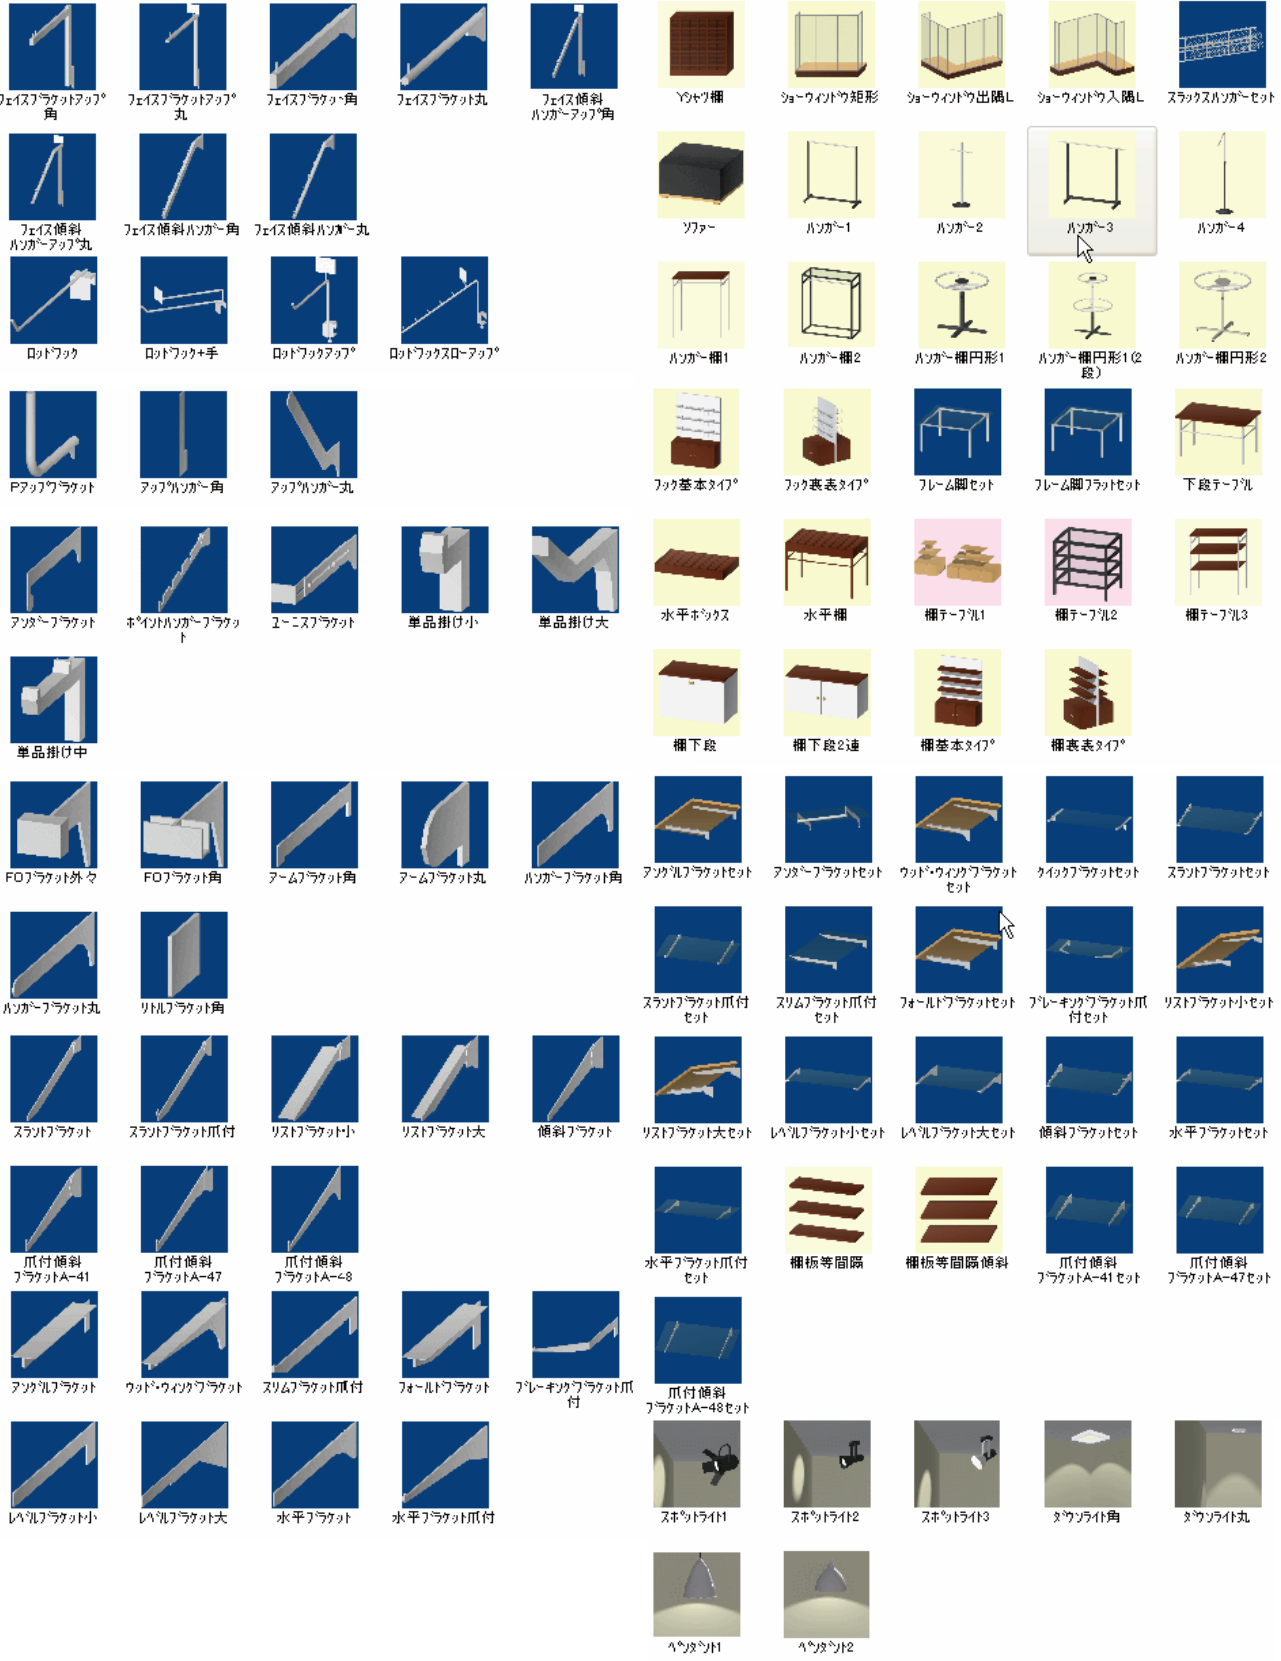 ﾌｪｲｽﾌﾞﾗｹｯﾄｱｯﾌﾟ
角
ﾌｪｲｽﾌﾞﾗｹｯﾄｱｯﾌﾟ
丸
ﾌｪｲｽﾌﾞﾗｹｯﾄ角
ﾌｪｲｽﾌﾞﾗｹｯﾄ丸
ﾌｪｲｽ傾斜
ﾊﾝｶﾞｰｱｯﾌﾟ角
Yｼｬﾂ棚
ｼｮｰｳｨﾝﾄﾞｳ矩形
ｼｮｰｳｨﾝﾄﾞｳ出隅L
ｼｮｰｳｨﾝﾄﾞｳ入隅L
ｽﾗｯｸｽﾊﾝｶﾞｰｾｯﾄ
ﾌｪｲｽ傾斜
ﾊﾝｶﾞｰｱｯﾌﾟ丸
ﾌｪｲｽ傾斜ﾊﾝｶﾞｰ角
ﾌｪｲｽ傾斜ﾊﾝｶﾞｰ丸
ｿﾌｧｰ
ﾊﾝｶﾞｰ1
ﾊﾝｶﾞｰ2
ﾊﾝｶﾞｰ3
ﾊﾝｶﾞｰ4
ﾛｯﾄﾞﾌｯｸ
ﾛｯﾄﾞﾌｯｸ+手
ﾛｯﾄﾞﾌｯｸｱｯﾌﾟ
ﾛｯﾄﾞﾌｯｸｽﾛｰｱｯﾌﾟ
ﾊﾝｶﾞｰ棚1
ﾊﾝｶﾞｰ棚2
ﾊﾝｶﾞｰ棚円形1
ﾊﾝｶﾞｰ棚円形1(2
段)
ﾊﾝｶﾞｰ棚円形2
Pｱｯﾌﾟﾌﾞﾗｹｯﾄ
ｱｯﾌﾟﾊﾝｶﾞｰ角
ｱｯﾌﾟﾊﾝｶﾞｰ丸
ﾌｯｸ基本ﾀｲﾌﾟ
ﾌｯｸ裏表ﾀｲﾌﾟ
ﾌﾚｰﾑ脚ｾｯﾄ
ﾌﾚｰﾑ脚ﾌﾗｯﾄｾｯﾄ
下段ﾃｰﾌﾞﾙ
ｱﾝﾀﾞｰﾌﾞﾗｹｯﾄ
ﾎﾟｲﾝﾄﾊﾝｶﾞｰﾌﾞﾗｹｯ
ﾄ
ﾕｰﾆｽﾌﾞﾗｹｯﾄ
単品掛け小
単品掛け大
水平ﾎﾞｯｸｽ
水平棚
棚ﾃｰﾌﾞﾙ1
棚ﾃｰﾌﾞﾙ2
棚ﾃｰﾌﾞﾙ3
単品掛け中
棚下段
棚下段2連
棚基本ﾀｲﾌﾟ
棚裏表ﾀｲﾌﾟ
FOﾌﾞﾗｹｯﾄ外々
FOﾌﾞﾗｹｯﾄ角
ｱｰﾑﾌﾞﾗｹｯﾄ角
ｱｰﾑﾌﾞﾗｹｯﾄ丸
ﾊﾝｶﾞｰﾌﾞﾗｹｯﾄ角
ｱﾝｸﾞﾙﾌﾞﾗｹｯﾄｾｯﾄ
ｱﾝﾀﾞｰﾌﾞﾗｹｯﾄｾｯﾄ
ｳｯﾄﾞ・ｳｨﾝｸﾞﾌﾞﾗｹｯﾄ
ｾｯﾄ
ｸｲｯｸﾌﾞﾗｹｯﾄｾｯﾄ
ｽﾗﾝﾄﾌﾞﾗｹｯﾄｾｯﾄ
ﾊﾝｶﾞｰﾌﾞﾗｹｯﾄ丸
ﾘﾄﾙﾌﾞﾗｹｯﾄ角
ｽﾗﾝﾄﾌﾞﾗｹｯﾄ爪付
ｾｯﾄ
ｽﾘﾑﾌﾞﾗｹｯﾄ爪付
ｾｯﾄ
ﾌｫｰﾙﾄﾞﾌﾞﾗｹｯﾄｾｯﾄ
ﾌﾞﾚｰｷﾝｸﾞﾌﾞﾗｹｯﾄ爪
付ｾｯﾄ
ﾘｽﾄﾌﾞﾗｹｯﾄ小ｾｯﾄ
ｽﾗﾝﾄﾌﾞﾗｹｯﾄ
ｽﾗﾝﾄﾌﾞﾗｹｯﾄ爪付
ﾘｽﾄﾌﾞﾗｹｯﾄ小
ﾘｽﾄﾌﾞﾗｹｯﾄ大
傾斜ﾌﾞﾗｹｯﾄ
ﾘｽﾄﾌﾞﾗｹｯﾄ大ｾｯﾄ
ﾚﾍﾞﾙﾌﾞﾗｹｯﾄ小ｾｯﾄ
ﾚﾍﾞﾙﾌﾞﾗｹｯﾄ大ｾｯﾄ
傾斜ﾌﾞﾗｹｯﾄｾｯﾄ
水平ﾌﾞﾗｹｯﾄｾｯﾄ
爪付傾斜
ﾌﾞﾗｹｯﾄA-41
爪付傾斜
ﾌﾞﾗｹｯﾄA-47
爪付傾斜
ﾌﾞﾗｹｯﾄA-48
水平ﾌﾞﾗｹｯﾄ爪付
ｾｯﾄ
棚板等間隔
棚板等間隔傾斜
爪付傾斜
ﾌﾞﾗｹｯﾄA-41ｾｯﾄ
爪付傾斜
ﾌﾞﾗｹｯﾄA-47ｾｯﾄ
ｱﾝｸﾞﾙﾌﾞﾗｹｯﾄ
ｳｯﾄﾞ・ｳｨﾝｸﾞﾌﾞﾗｹｯﾄ
ｽﾘﾑﾌﾞﾗｹｯﾄ爪付
ﾌｫｰﾙﾄﾞﾌﾞﾗｹｯﾄ
ﾌﾞﾚｰｷﾝｸﾞﾌﾞﾗｹｯﾄ爪
付
爪付傾斜
ﾌﾞﾗｹｯﾄA-48ｾｯﾄ
ﾚﾍﾞﾙﾌﾞﾗｹｯﾄ小
ﾚﾍﾞﾙﾌﾞﾗｹｯﾄ大
水平ﾌﾞﾗｹｯﾄ
水平ﾌﾞﾗｹｯﾄ爪付
ｽﾎﾟｯﾄﾗｲﾄ1
ｽﾎﾟｯﾄﾗｲﾄ2
ｽﾎﾟｯﾄﾗｲﾄ3
ﾀﾞｳﾝﾗｲﾄ角
ﾀﾞｳﾝﾗｲﾄ丸
ﾍﾟﾝﾀﾞﾝﾄ1
ﾍﾟﾝﾀﾞﾝﾄ2